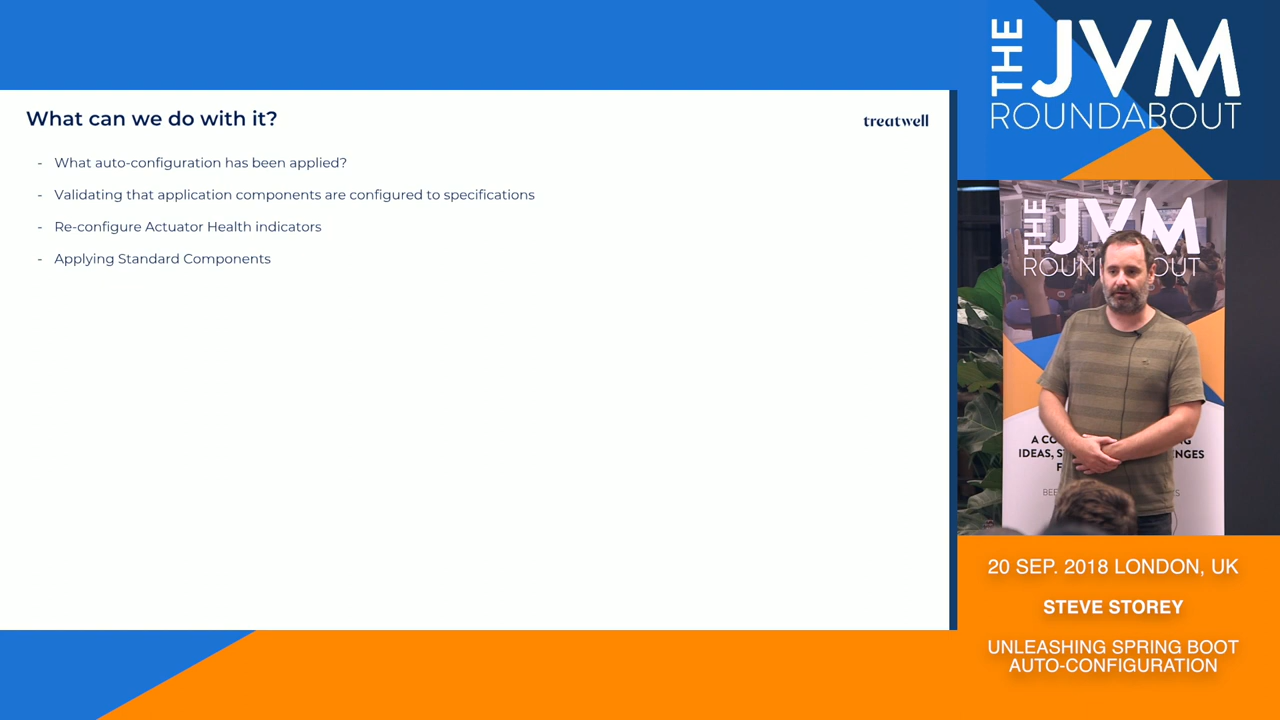 What can we do with it?
treatwell
- What auto-configuration has been applied?
- Validating that application components are configured to specifications
- Re-configure Actuator Health indicators
- Applying Standard Components
THE
JVM
ROUNDABOUT
THE
JVM
20 SEP. 2018 LONDON, UK
STEVE STOREY
UNLEASHING SPRING BOOT
AUTO-CONFIGURATION